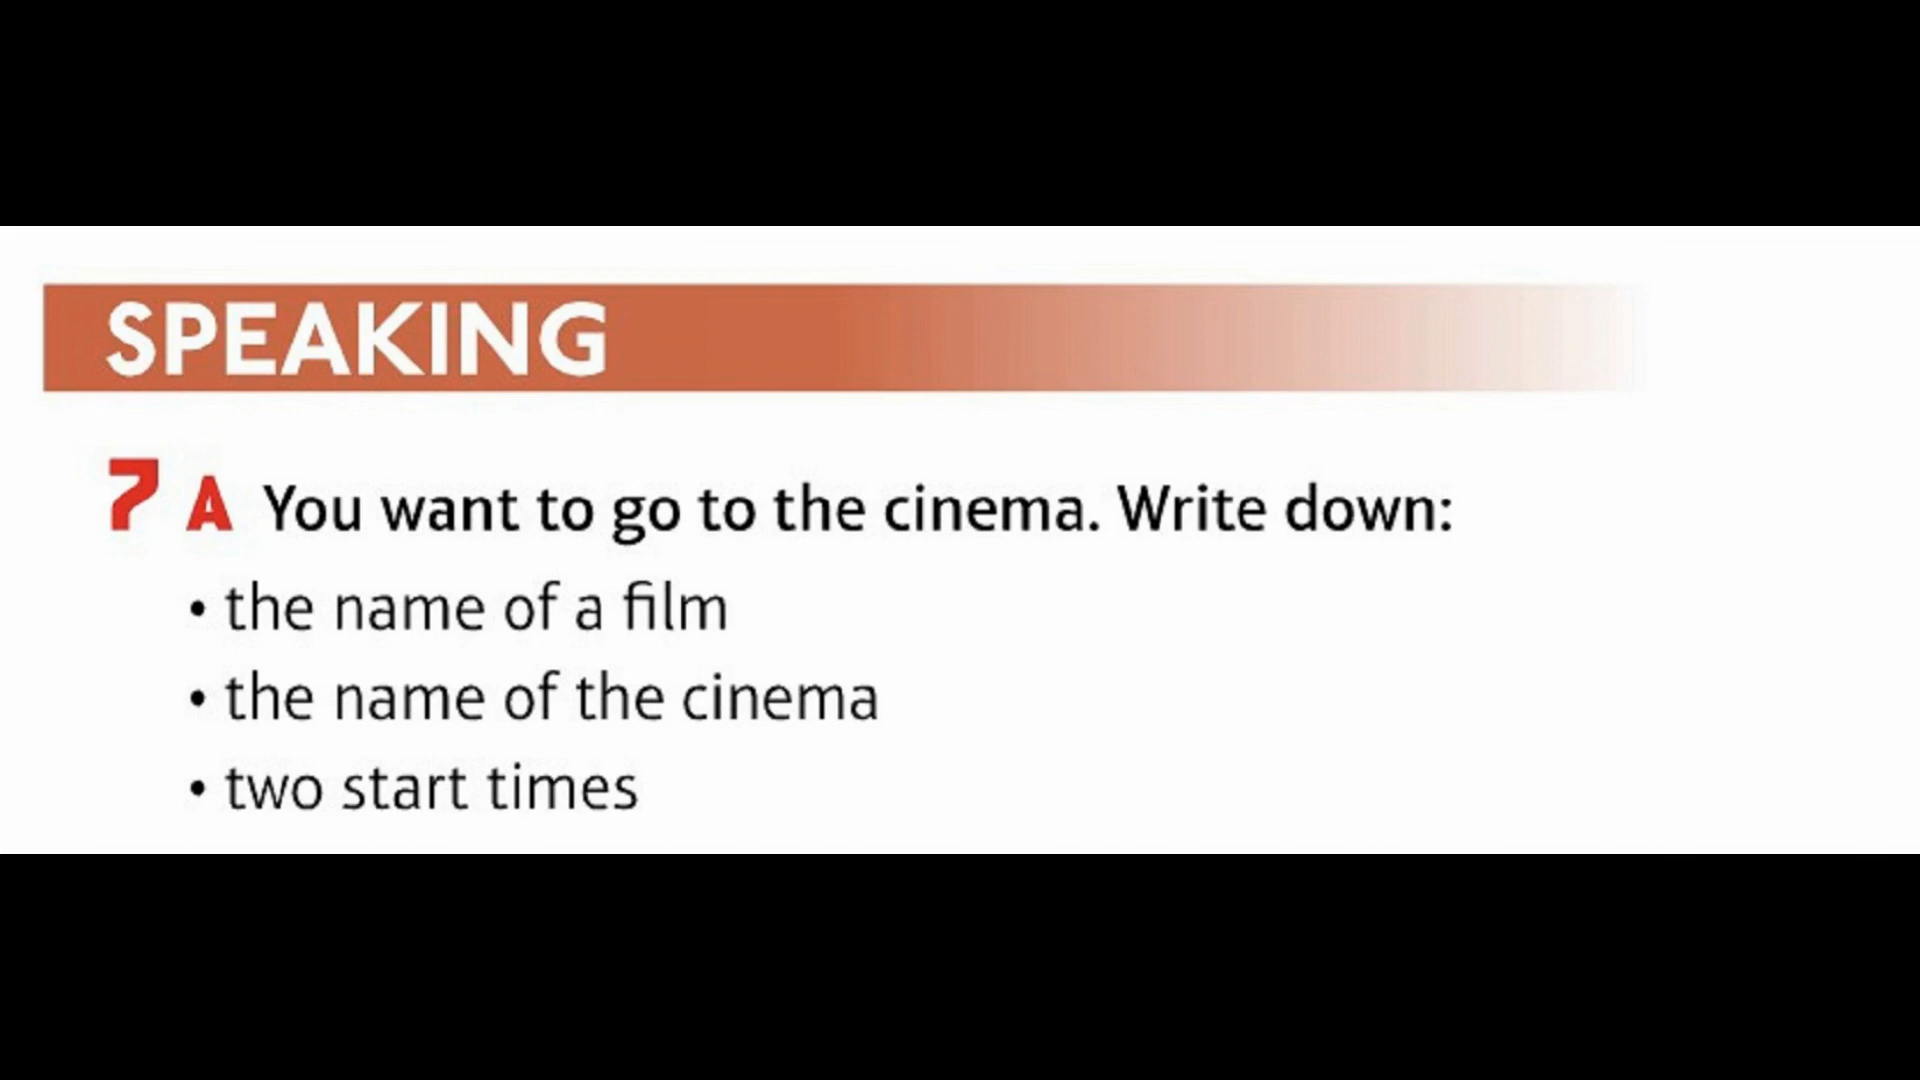 SPEAKING
7 A You want to go to the cinema. Write down:
• the name of a film
• the name of the cinema
• two start times